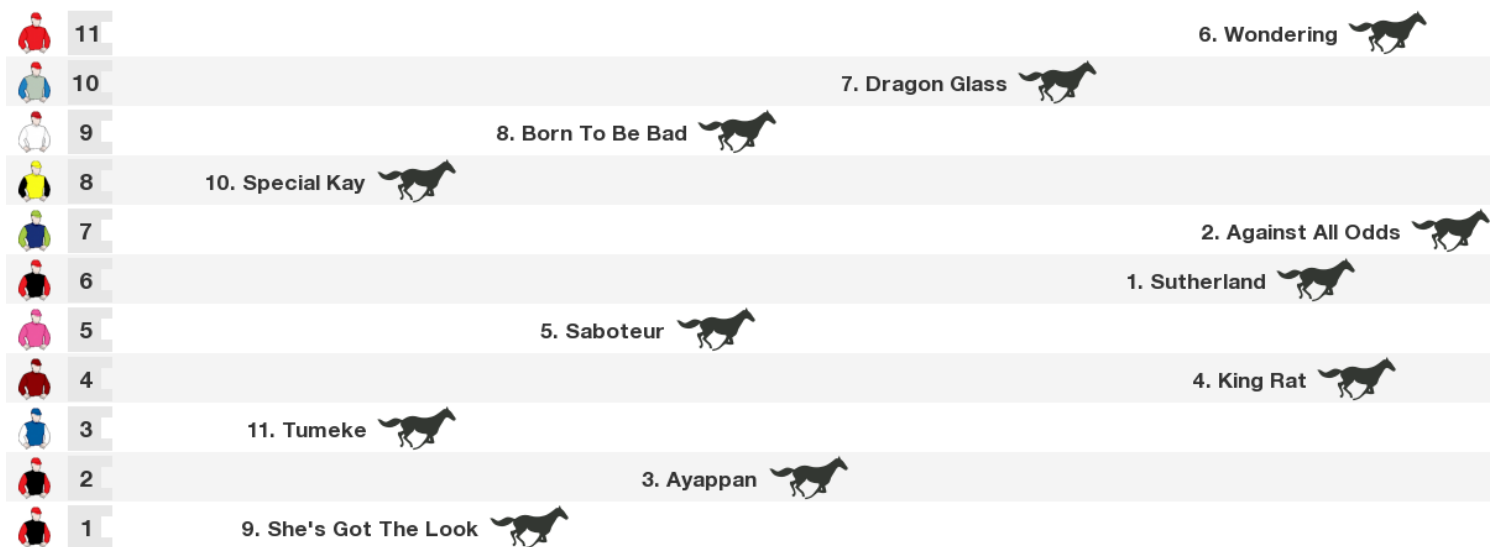 11 6. Wondering
10 7. Dragon Glass
9 8. Born To Be Bad
8 10. Special Kay
7 2. Against All Odds
6 1. Sutherland
5 5. Saboteur
4 4. King Rat
3 11. Tumeke
2 3. Ayappan
1 9. She's Got The Look